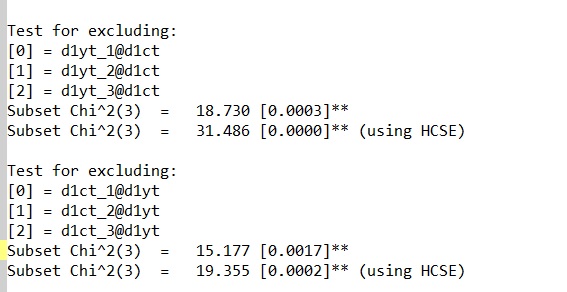 Test for excluding:
[0] = d1yt_1@d1ct
[1] = d1yt_2@d1ct
[2] = d1yt_3@d1ct
Subset Chi^2(3)  =   18.730 [0.0003]**
Subset Chi^2(3)  =   31.486 [0.0000]** (using HCSE)
Test for excluding:
[0] = d1ct_1@d1yt
[1] = d1ct_2@d1yt
[2] = d1ct_3@d1yt
Subset Chi^2(3)  =   15.177 [0.0017]**
Subset Chi^2(3)  =   19.355 [0.0002]** (using HCSE)